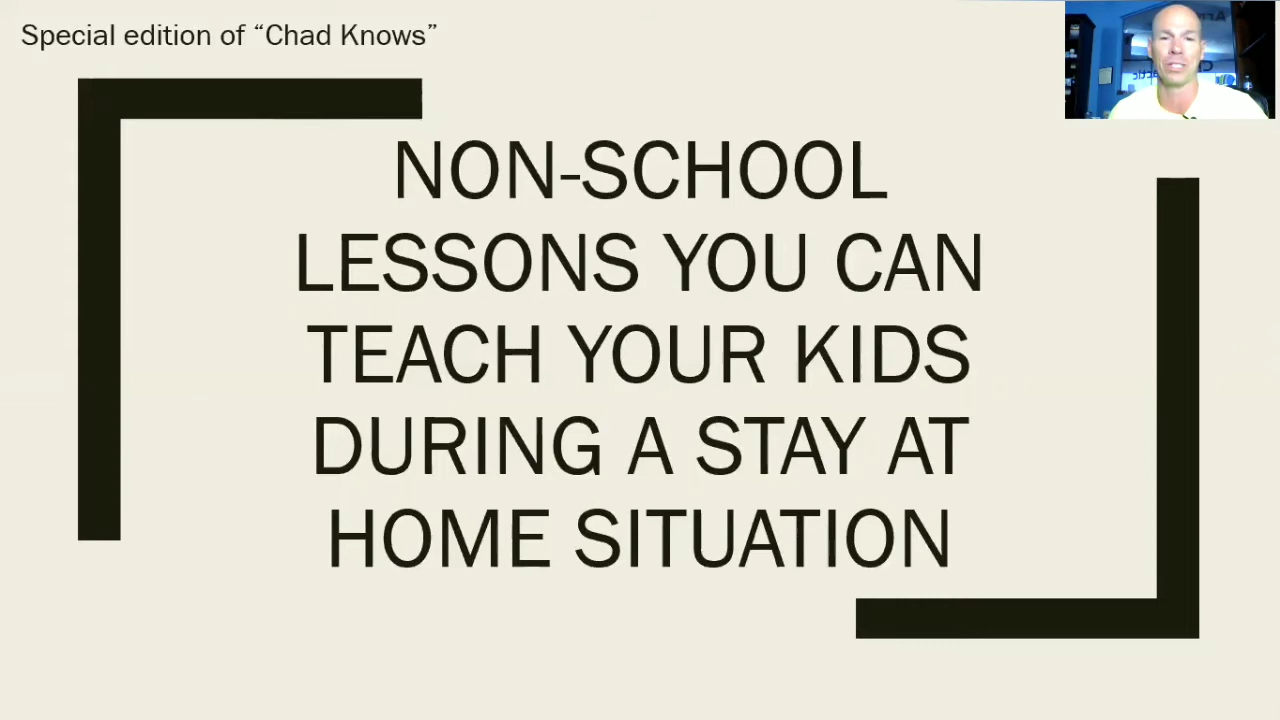 Special edition of “Chad Knows”
NON-SCHOOL
LESSONS YOU CAN
TEACH YOUR KIDS
DURING A STAY AT
HOME SITUATION